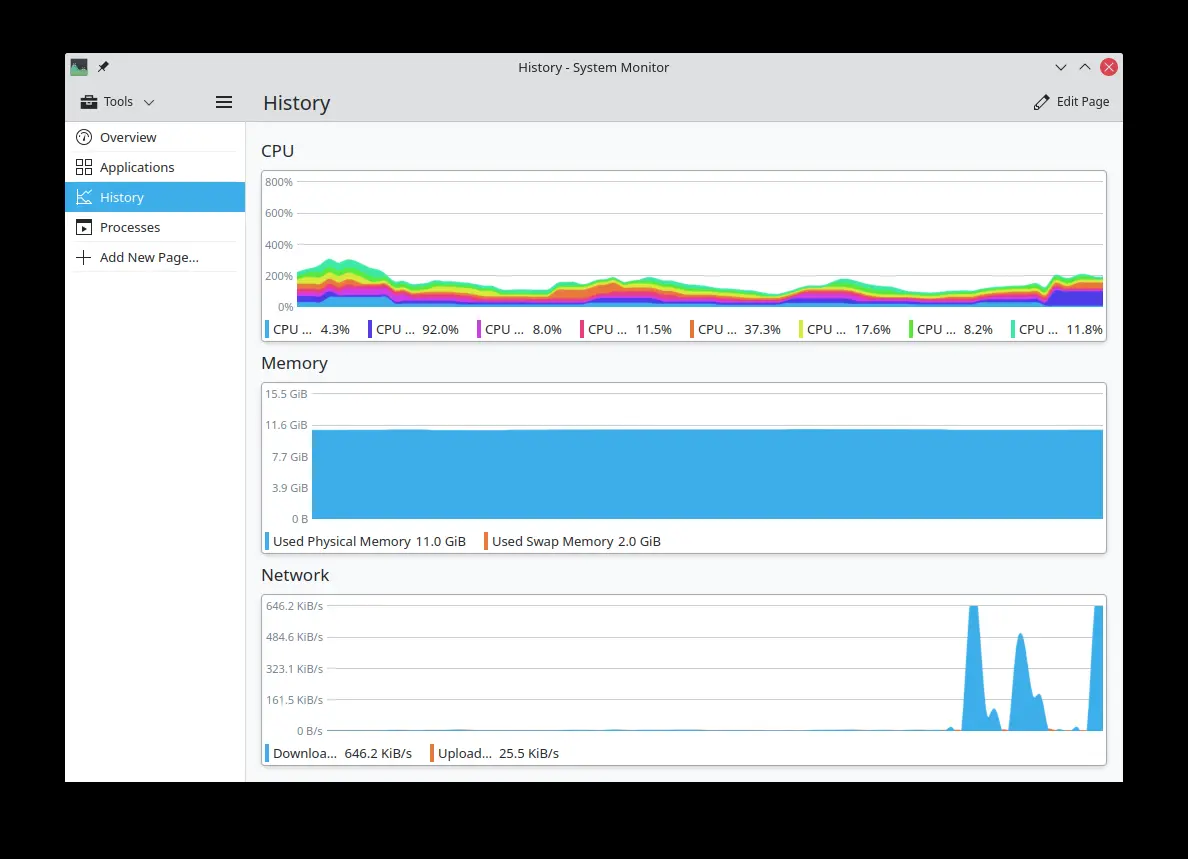 History - System Monitor
Tools
History
Edit Page
Overview
Applications
History
Processes
Add New Page...
CPU
800%
600%
400%
200%
0%
CPU ... 4.3% CPU ... 92.0% CPU ... 8.0% CPU ... 11.5% CPU ... 37.3% CPU ... 17.6% CPU ... 8.2% CPU ... 11.8%
Memory
15.5 GiB
11.6 GiB
7.7 GiB
3.9 GiB
0 B
Used Physical Memory 11.0 GiB Used Swap Memory 2.0 GiB
Network
646.2 KiB/s
484.6 KiB/s
323.1 KiB/s
161.5 KiB/s
0 B/s
Downloa... 646.2 KiB/s Upload... 25.5 KiB/s